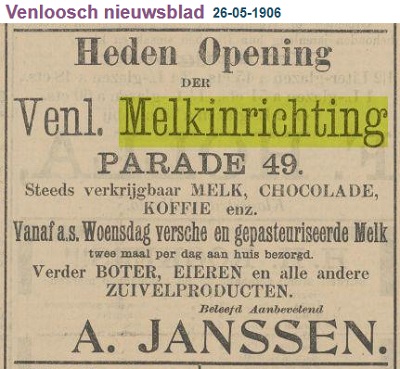 Venloosch nieuwsblad 26-05-1906
Heden Opening
DER
Venl. Melkinrichting
PARADE 49.
Steeds verkrijgbaar MELK, CHOCOLADE,
KOFFIE enz.
Vanaf a.s. Woensdag versche en gepasteuriseerde Melk
twee maal per dag aan huis bezorgd.
Verder BOTER, EIEREN en alle andere
ZUIVELPRODUCTEN.
Beleefd Aanbevelend
A. JANSSEN.